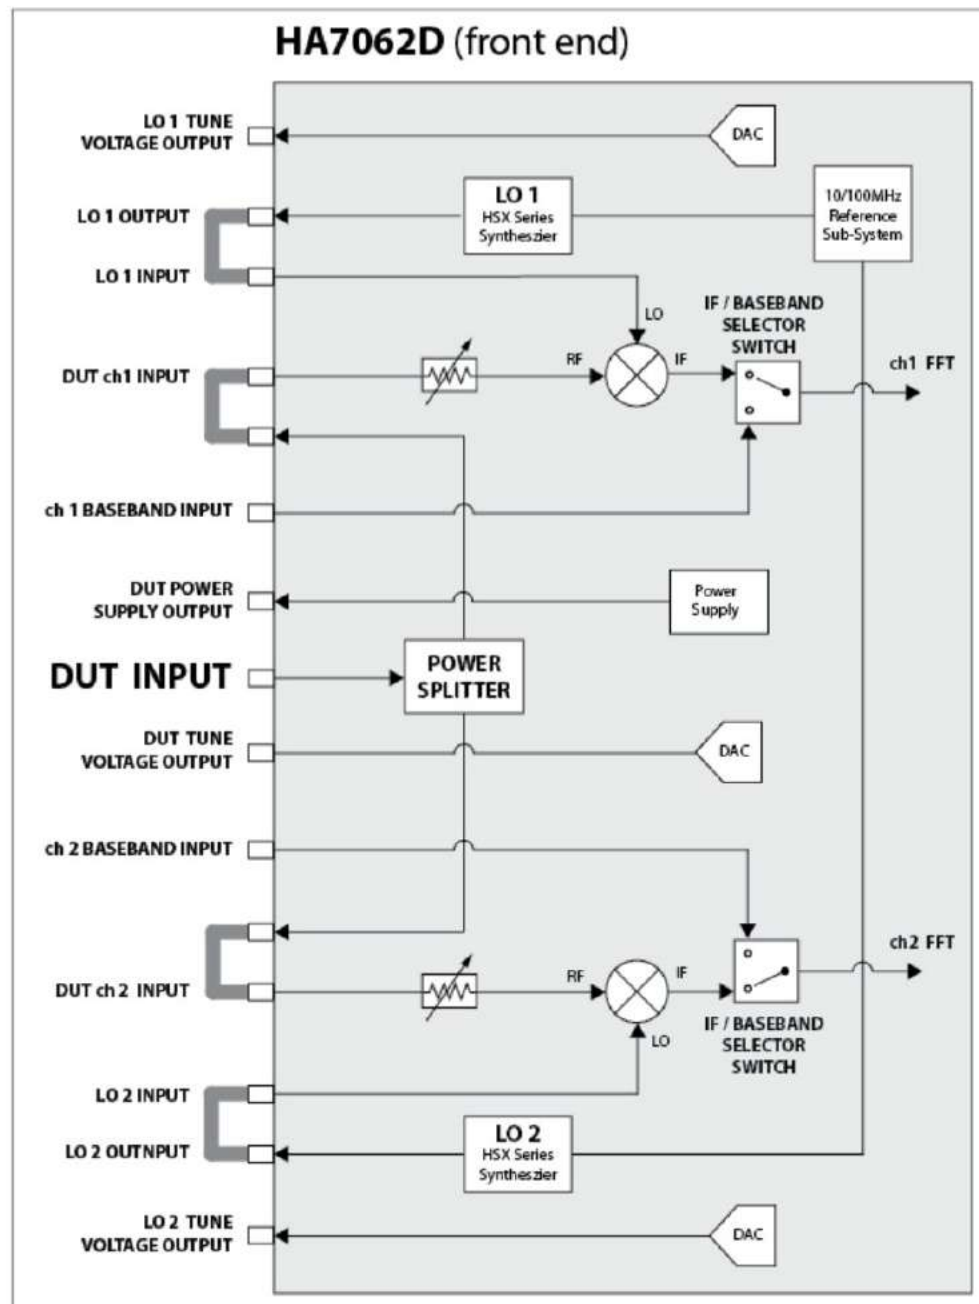 HA7062D (front end)
LO 1 TUNE
VOLTAGE OUTPUT
DAC
LO 1 OUTPUT
LO 1
HSX Series
Syntheszier
10/100MHz
Reference
Sub-System
LO 1 INPUT
LO
IF / BASEBAND
SELECTOR
SWITCH
DUT ch1 INPUT
RF
IF
ch1 FFT
ch 1 BASEBAND INPUT
DUT POWER
SUPPLY OUTPUT
Power
Supply
DUT INPUT
POWER
SPLITTER
DUT TUNE
VOLTAGE OUTPUT
DAC
ch 2 BASEBAND INPUT
ch2 FFT
DUT ch 2 INPUT
RF
IF
LO
IF / BASEBAND
SELECTOR
SWITCH
LO 2 INPUT
LO 2 OUTNPUT
LO 2
HSX Series
Syntheszier
LO 2 TUNE
VOLTAGE OUTPUT
DAC